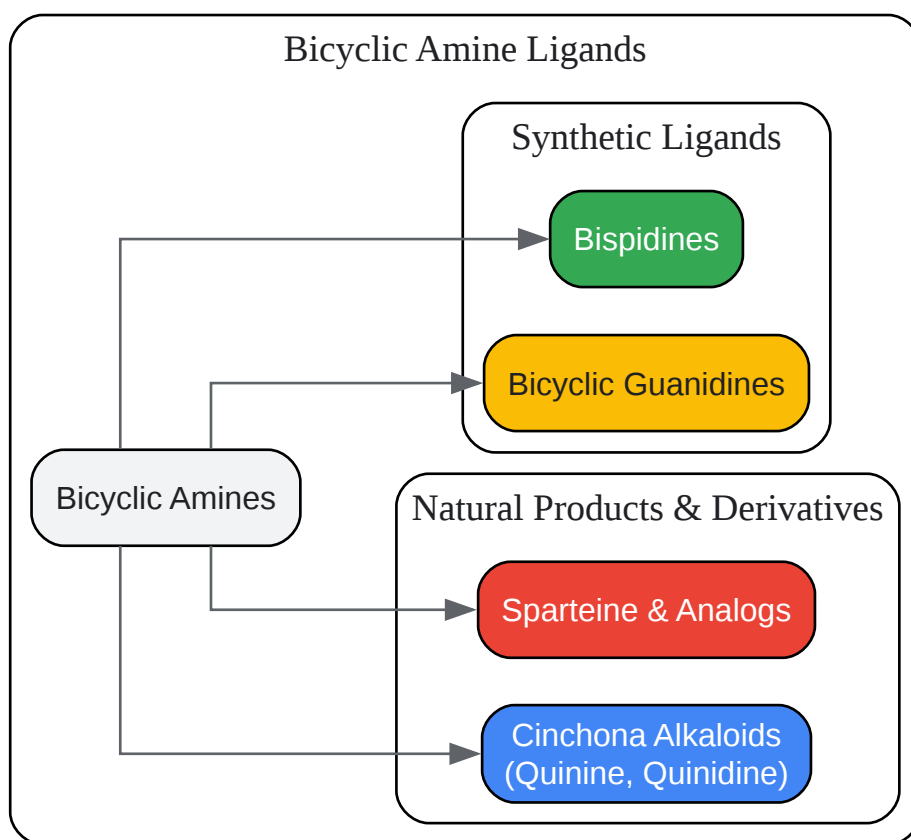 Bicyclic Amine Ligands
Synthetic Ligands
Bispidines
Bicyclic Guanidines
Bicyclic Amines
Natural Products & Derivatives
Sparteine & Analogs
Cinchona Alkaloids
(Quinine, Quinidine)